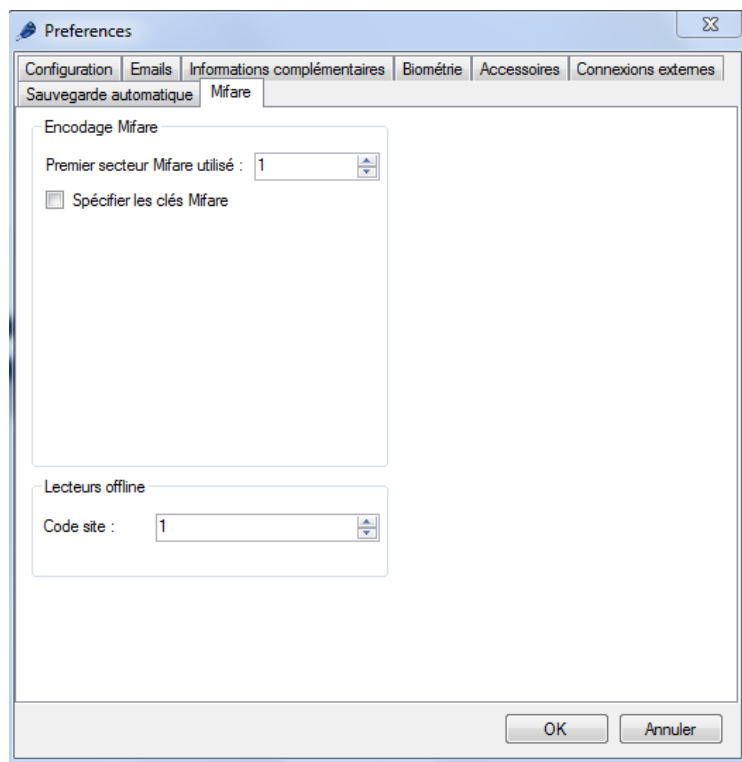 Preferences
Configuration Emails Informations complémentaires Biométrie Accessoires Connexions externes
Sauvegarde automatique Mifare
Encodage Mifare
Premier secteur Mifare utilisé : 1
Spécifier les clés Mifare
Lecteurs offline
Code site : 1
OK Annuler